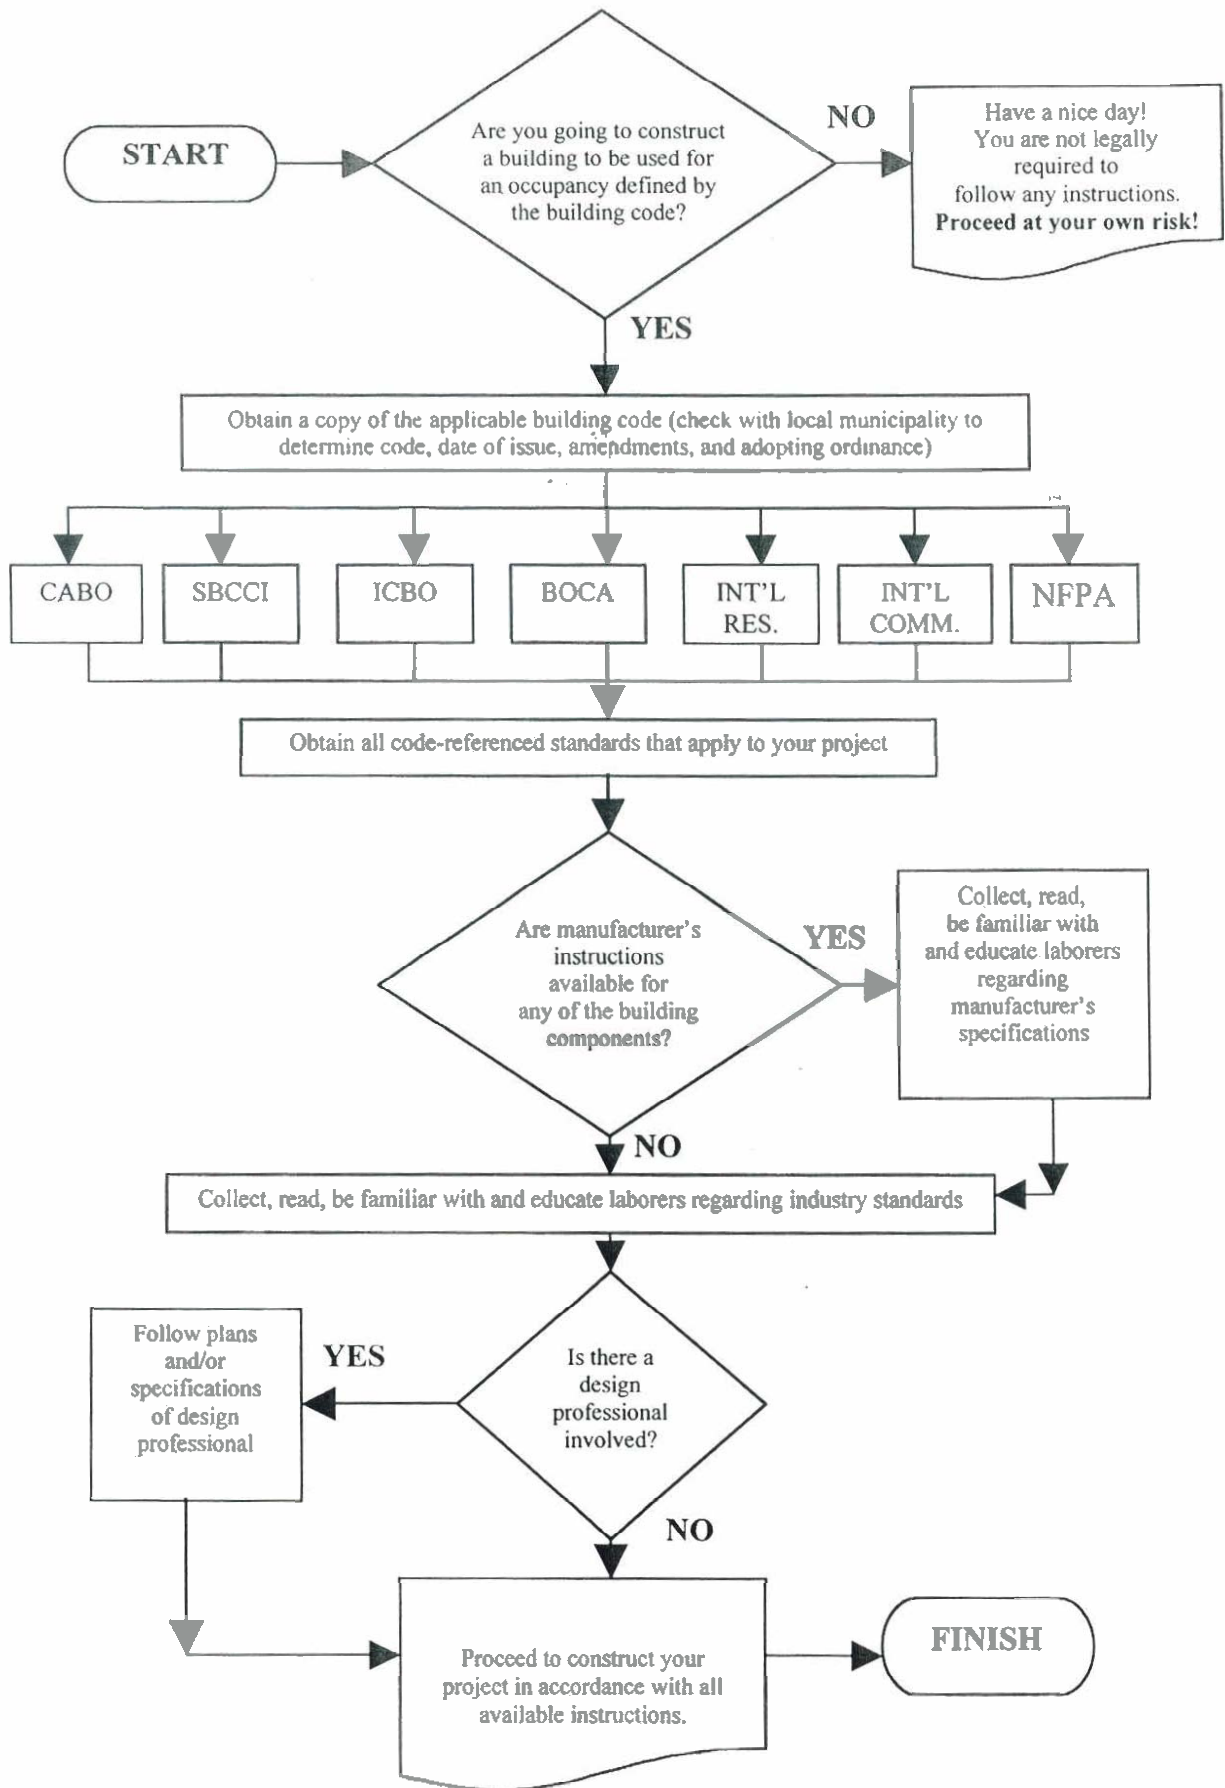 START
Are you going to construct
a building to be used for
an occupancy defined by
the building code?
NO
Have a nice day!
You are not legally
required to
follow any instructions.
Proceed at your own risk!
YES
Obtain a copy of the applicable building code (check with local municipality to
determine code, date of issue, amendments, and adopting ordinance)
CABO
SBCCI
ICBO
BOCA
INT'L
RES.
INT'L
COMM.
NFPA
Obtain all code-referenced standards that apply to your project
Are manufacturer's
instructions
available for
any of the building
components?
YES
Collect, read,
be familiar with
and educate laborers
regarding
manufacturer's
specifications
NO
Collect, read, be familiar with and educate laborers regarding industry standards
Is there a
design
professional
involved?
YES
Follow plans
and/or
specifications
of design
professional
NO
Proceed to construct your
project in accordance with all
available instructions.
FINISH